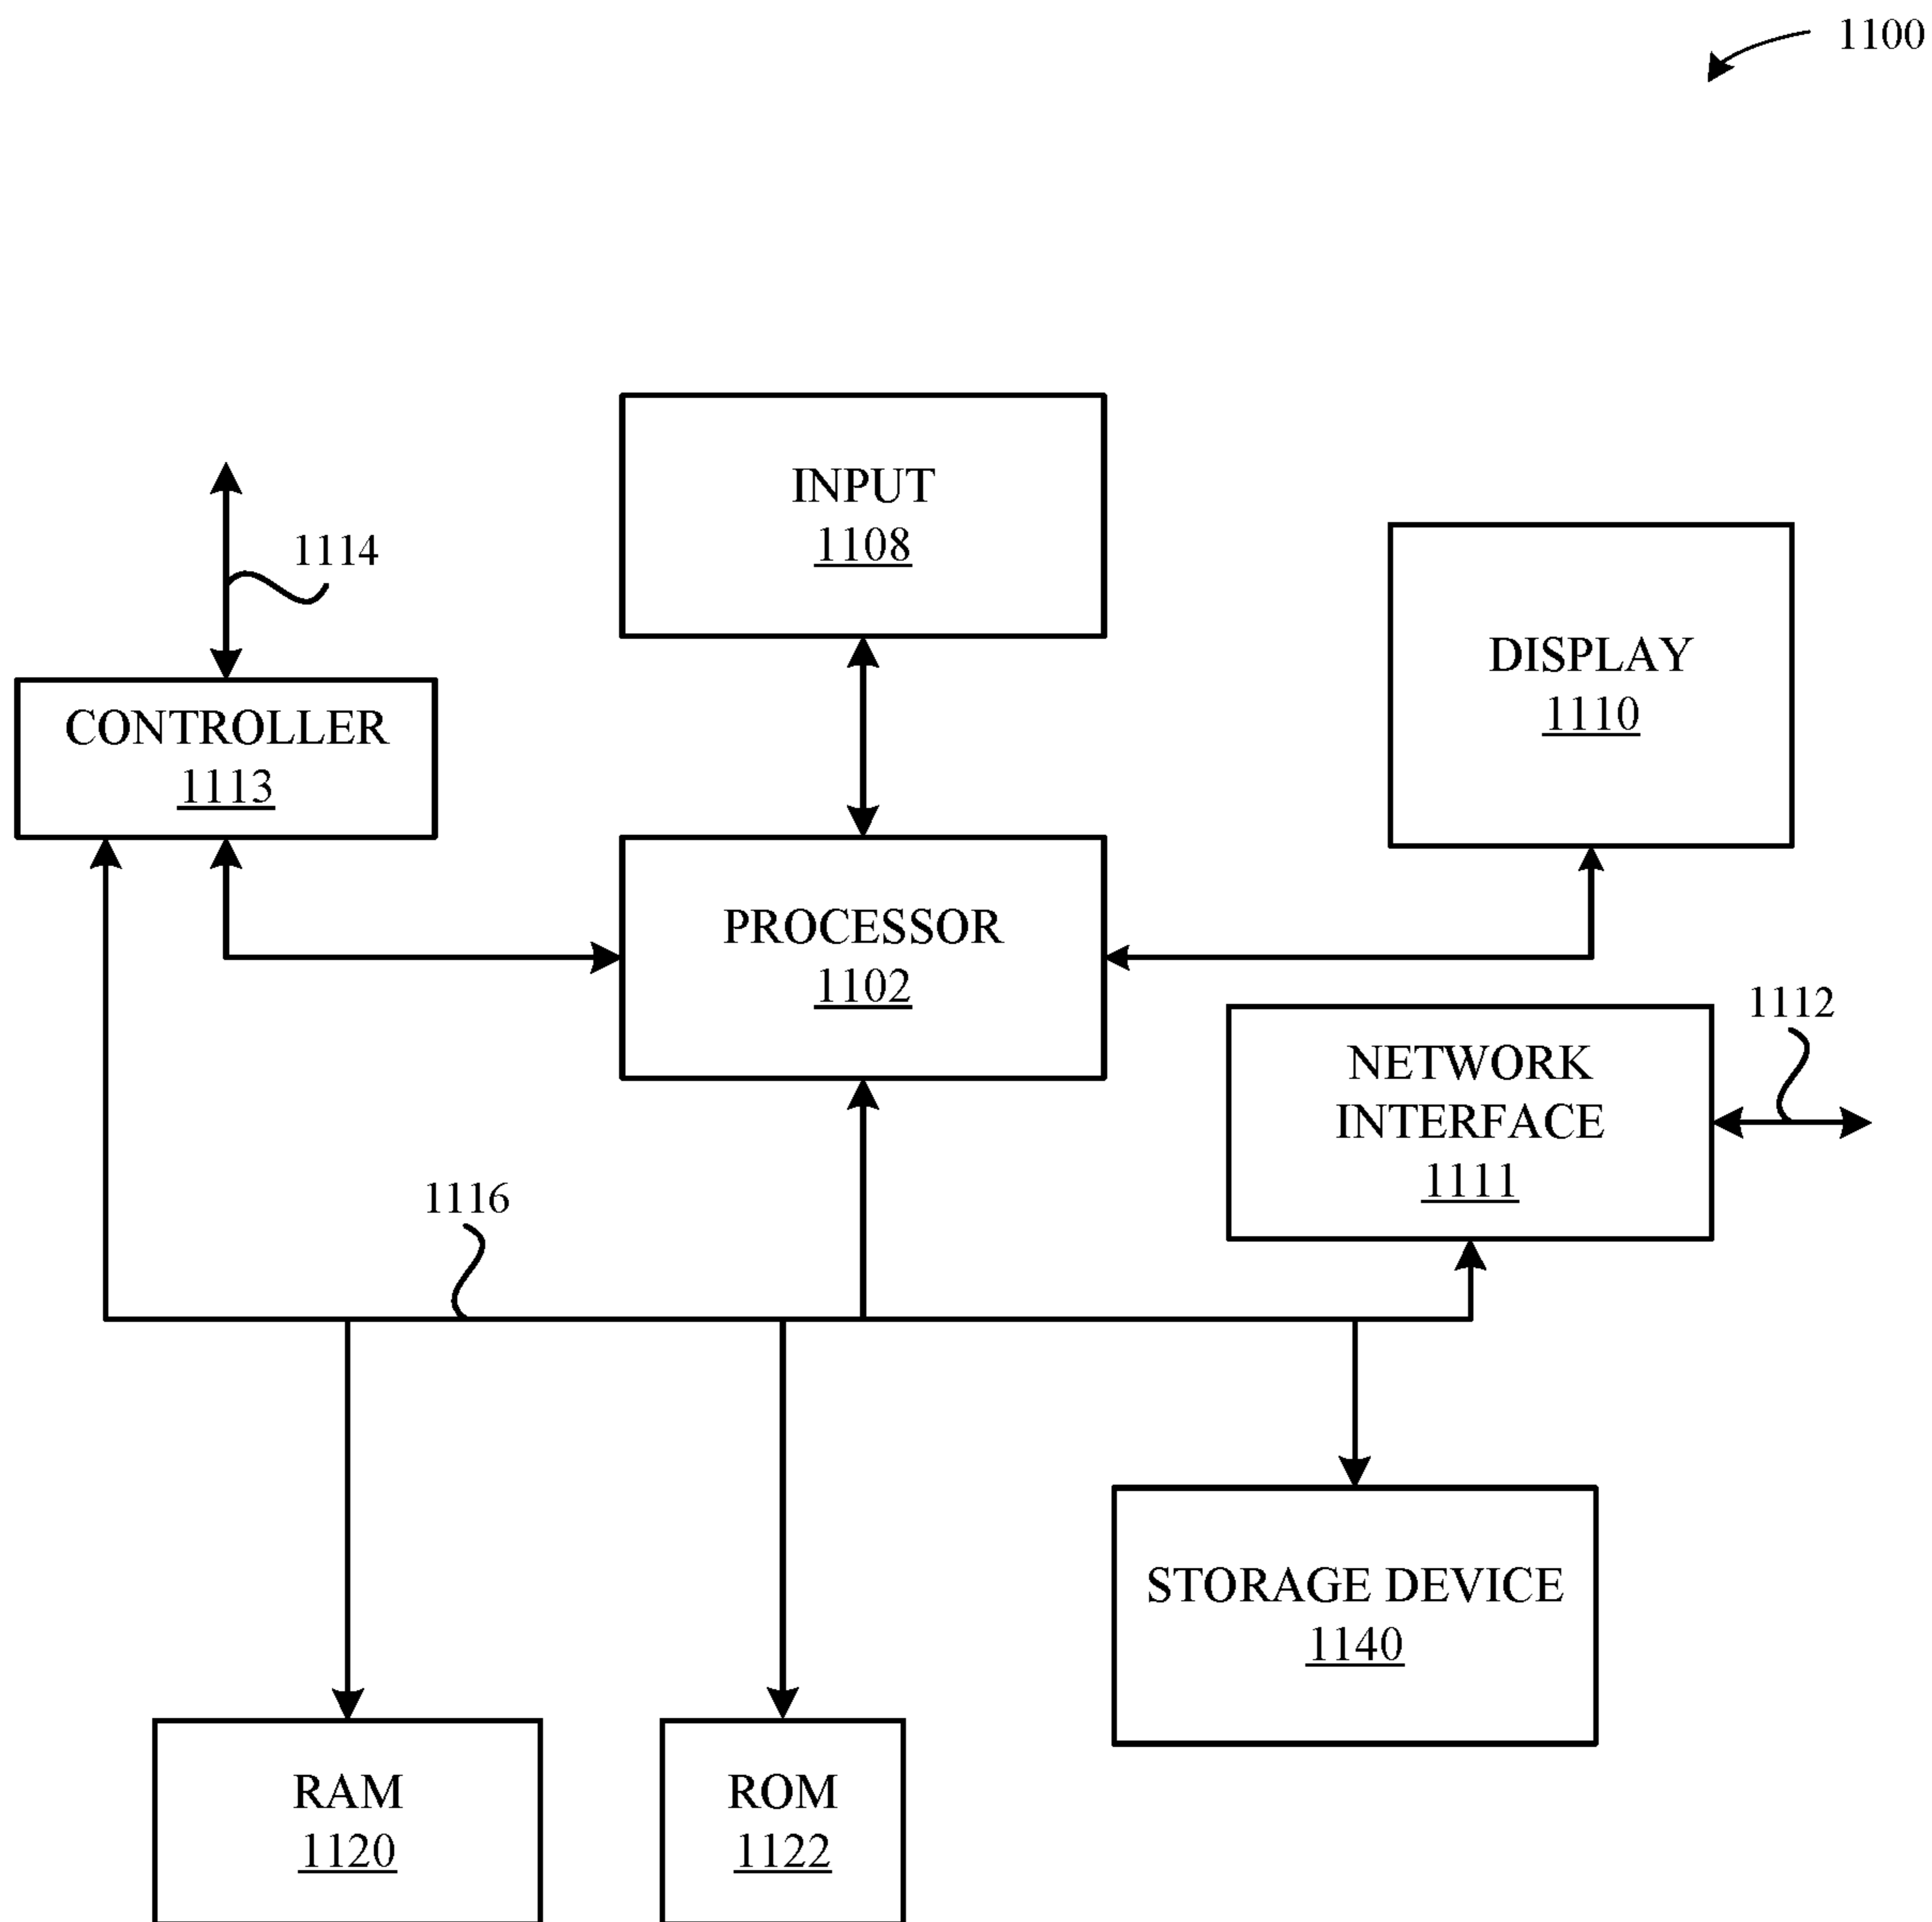 1100
INPUT
1108
1114
DISPLAY
1110
CONTROLLER
1113
PROCESSOR
1102
1112
NETWORK
INTERFACE
1111
1116
STORAGE DEVICE
1140
RAM
1120
ROM
1122